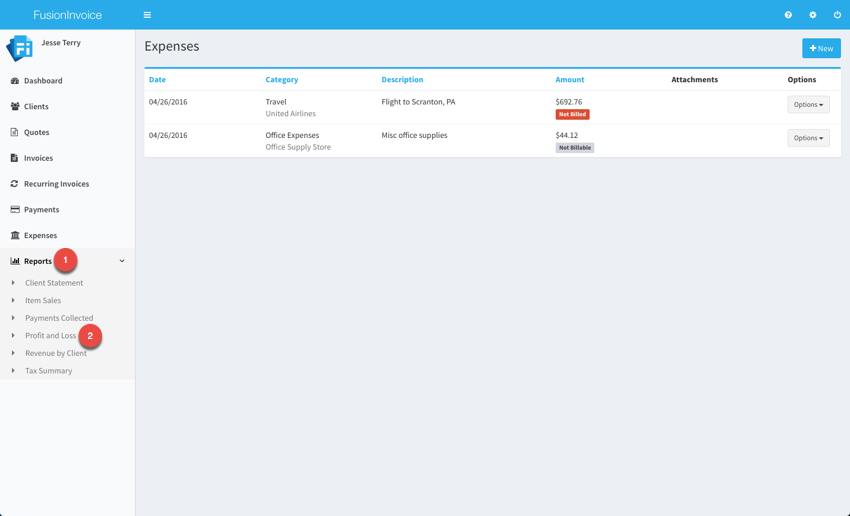 FusionInvoice
Jesse Terry
Dashboard
Clients
Quotes
Invoices
Recurring Invoices
Payments
Expenses
Reports 1
Client Statement
Item Sales
Payments Collected
Profit and Loss 2
Revenue by Client
Tax Summary
Expenses
New
Date Category Description Amount Attachments Options
04/26/2016 Travel Flight to Scranton, PA $692.76 Options
United Airlines Not Billed
04/26/2016 Office Expenses Misc office supplies $44.12 Options
Office Supply Store Not Billable